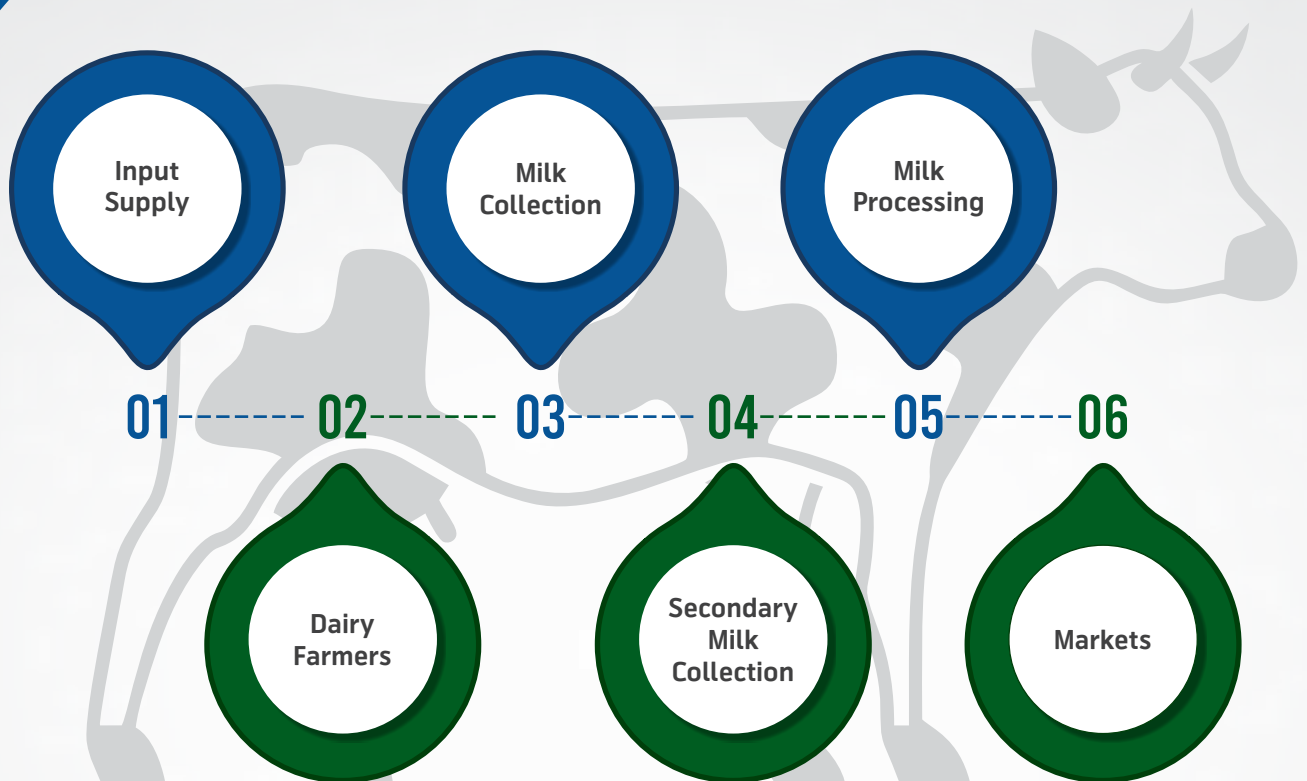 Input
Supply
Milk
Collection
Milk
Processing
01
02
03
04
05
06
Dairy
Farmers
Secondary
Milk
Collection
Markets